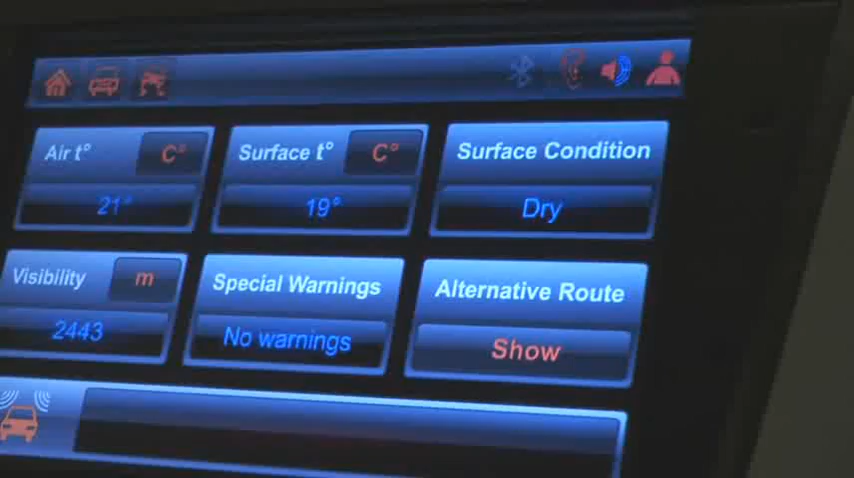 Air t° C°
Surface t° C°
Surface Condition
21°
19°
Dry
Visibility m
Special Warnings
Alternative Route
2443
No warnings
Show